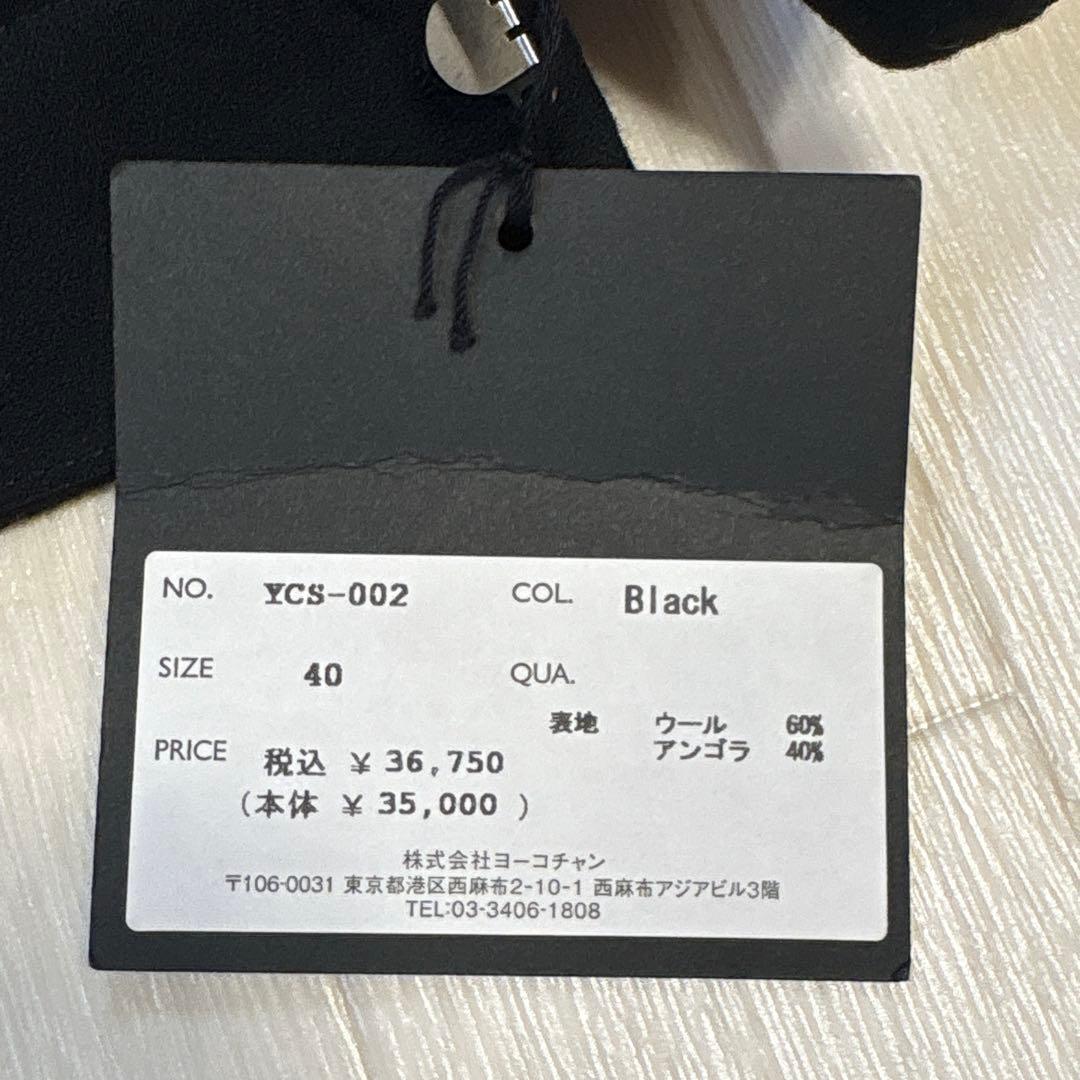 NO. YCS-002 COL. Black
SIZE 40 QUA.
表地 ウール 60%
アンゴラ 40%
PRICE 税込 ¥ 36,750
(本体 ¥ 35,000 )
株式会社ヨーコチャン
〒106-0031 東京都港区西麻布2-10-1 西麻布アジアビル3階
TEL:03-3406-1808